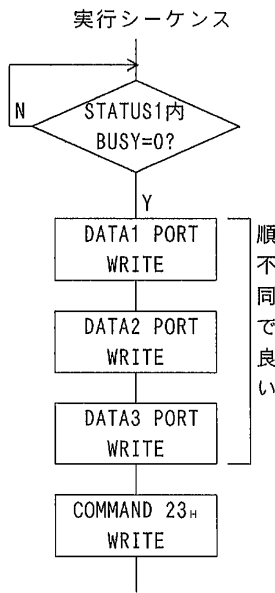 実行シーケンス
N
STATUS1内
BUSY=0?
Y
DATA1 PORT
WRITE
DATA2 PORT
WRITE
DATA3 PORT
WRITE
順不同で良い
COMMAND 23H
WRITE